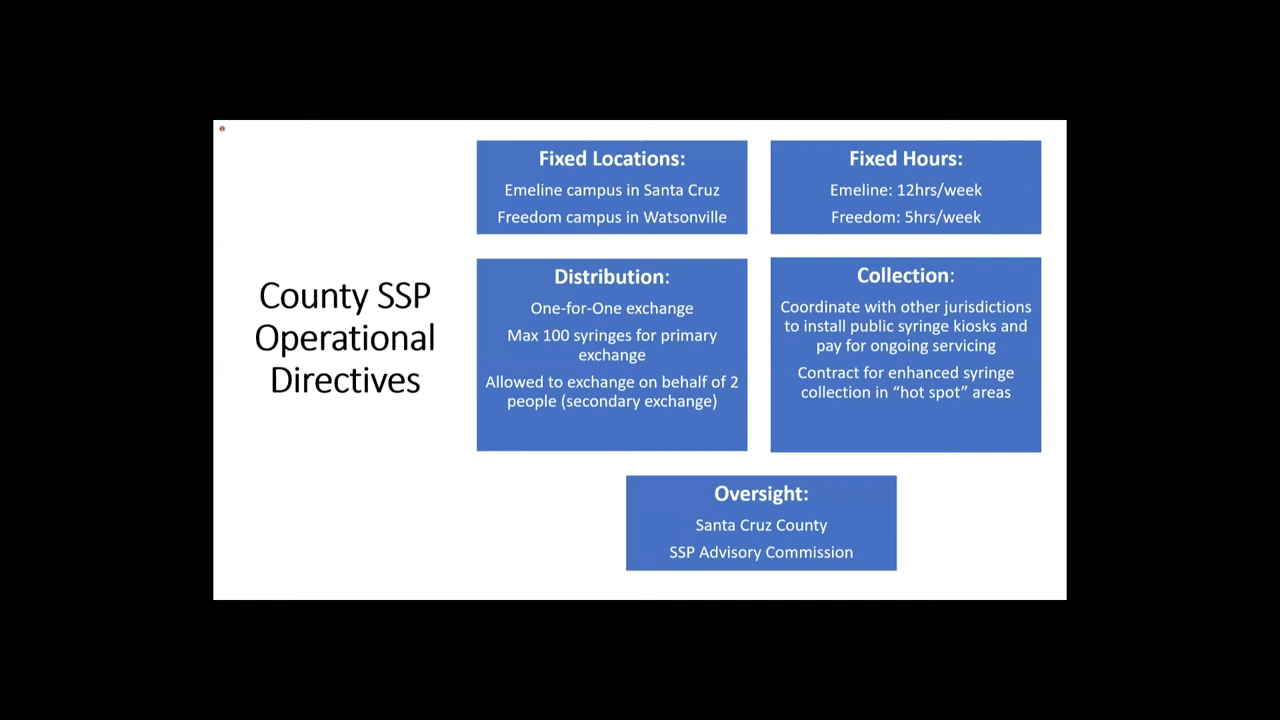 County SSP
Operational
Directives
Fixed Locations:
Emeline campus in Santa Cruz
Freedom campus in Watsonville
Fixed Hours:
Emeline: 12hrs/week
Freedom: 5hrs/week
Distribution:
One-for-One exchange
Max 100 syringes for primary
exchange
Allowed to exchange on behalf of 2
people (secondary exchange)
Collection:
Coordinate with other jurisdictions
to install public syringe kiosks and
pay for ongoing servicing
Contract for enhanced syringe
collection in “hot spot” areas
Oversight:
Santa Cruz County
SSP Advisory Commission